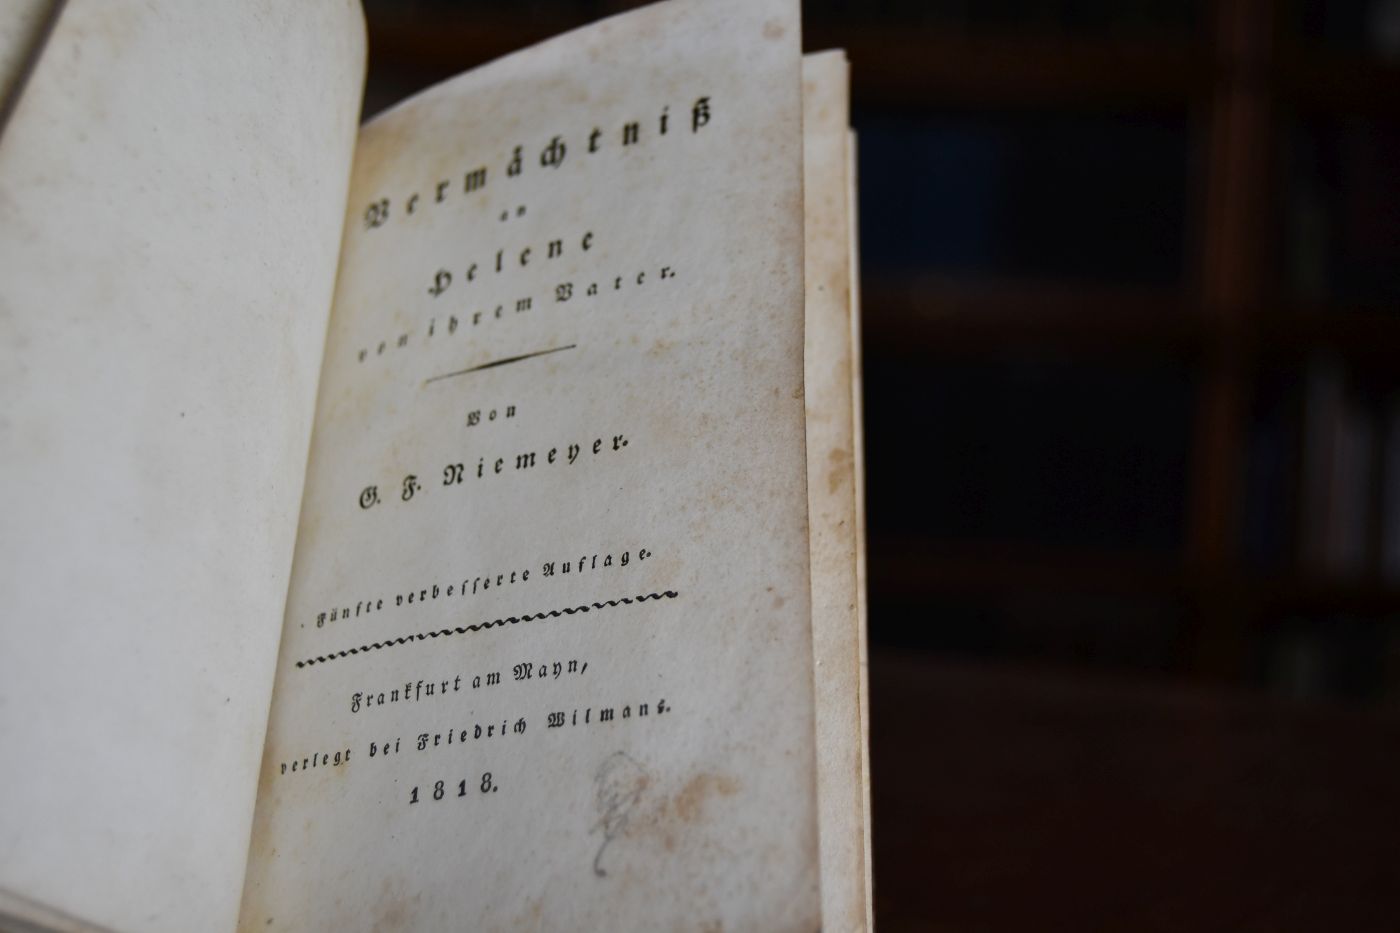 Vermächtniß
an
Helene
von ihrem Vater.
Von
G. F. Niemeyer.
Fünfte verbesserte Auflage.
Frankfurt am Mayn,
verlegt bei Friedrich Wilmans.
1818.